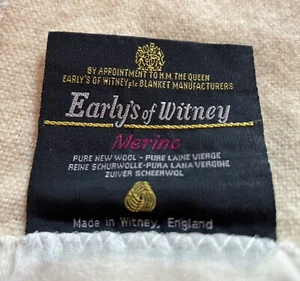 BY APPOINTMENT TO H.M. THE QUEEN
EARLY'S OF WITNEY plc BLANKET MANUFACTURERS
Early's of Witney
Merino
PURE NEW WOOL - PURE LAINE VIERGE
REINE SCHURWOLLE - PURA LANA VERGINE
ZUIVER SCHEERWOL
Made in Witney, England